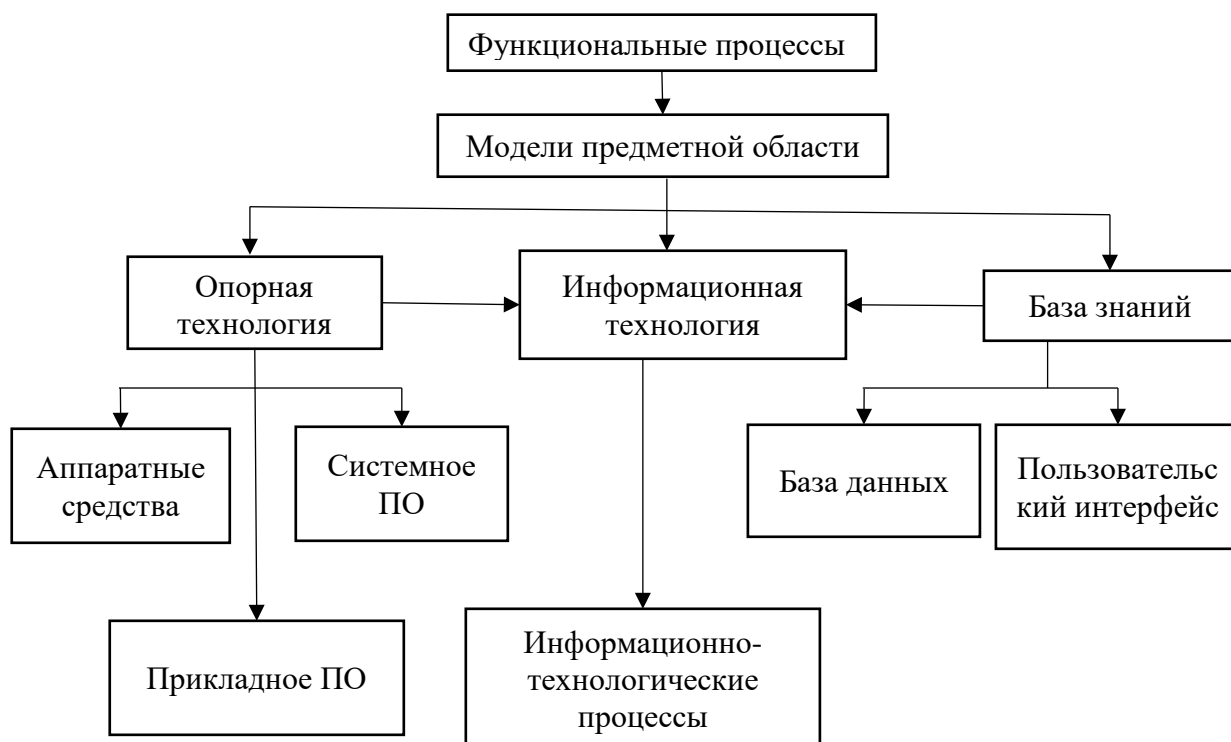 Функциональные процессы
Модели предметной области
Опорная
технология
Информационная
технология
База знаний
Аппаратные
средства
Системное
ПО
База данных
Пользовательс
кий интерфейс
Прикладное ПО
Информационно-
технологические
процессы